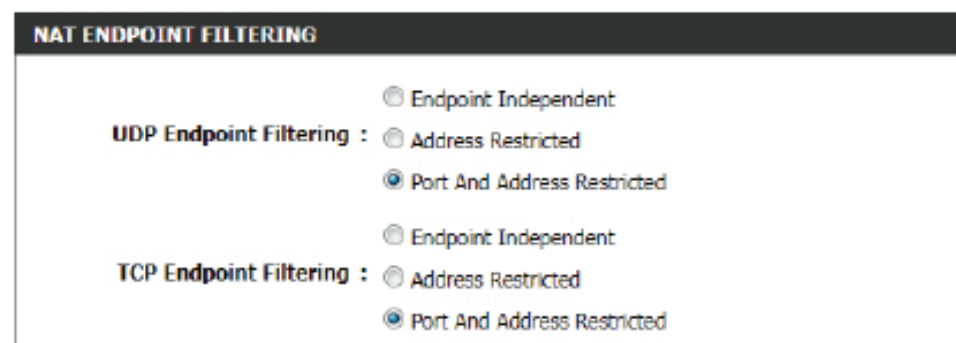 NAT ENDPOINT FILTERING
Endpoint Independent
UDP Endpoint Filtering : Address Restricted
Port And Address Restricted
Endpoint Independent
TCP Endpoint Filtering : Address Restricted
Port And Address Restricted